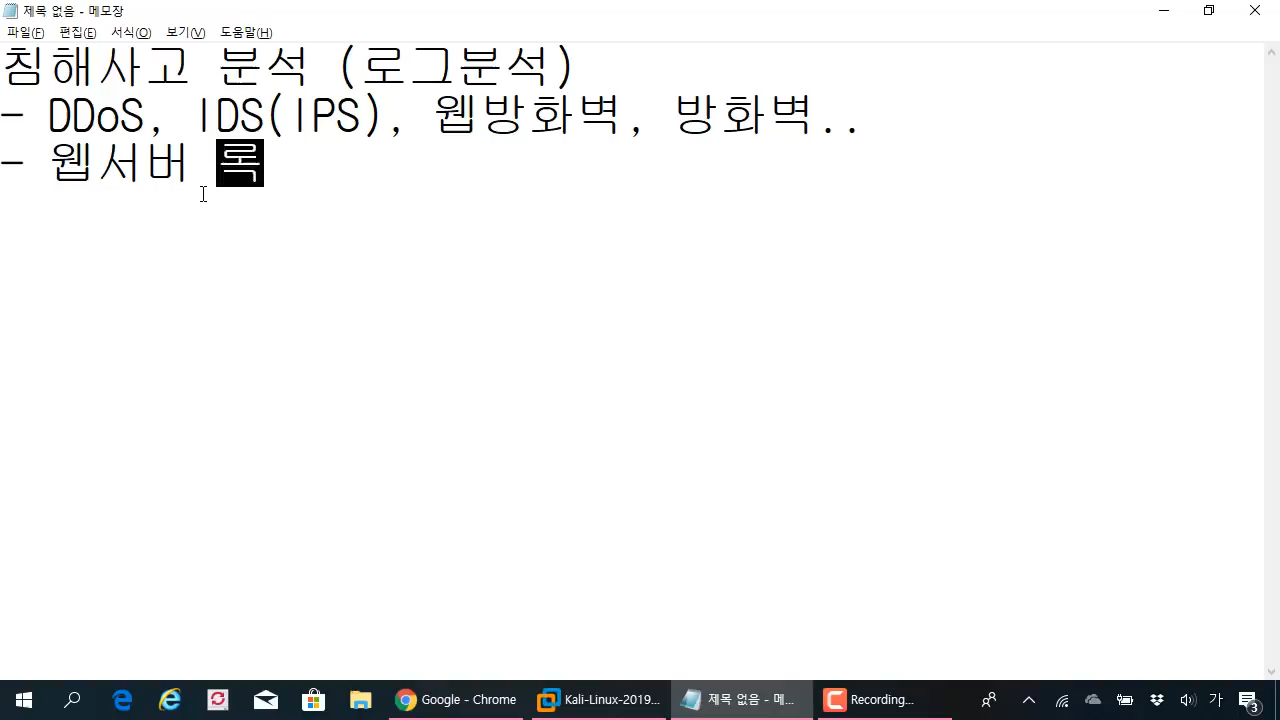 제목 없음 - 메모장
파일(F) 편집(E) 서식(O) 보기(V) 도움말(H)
침해사고 분석 (로그분석)
- DDoS, IDS(IPS), 웹방화벽, 방화벽..
- 웹서버 록
Google - Chrome Kali-Linux-2019... 제목 없음 - 메... Recording... 가 3